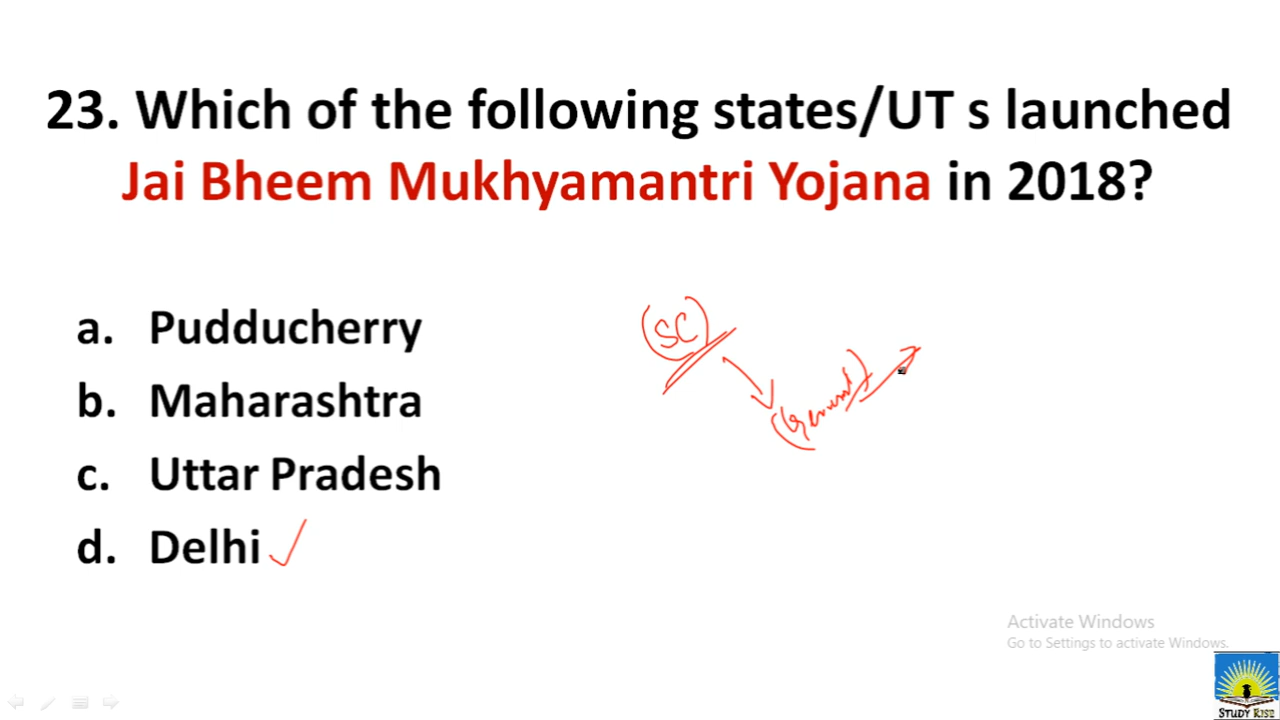 23. Which of the following states/UT s launched
Jai Bheem Mukhyamantri Yojana in 2018?
a. Pudducherry
b. Maharashtra
c. Uttar Pradesh
d. Delhi
(SC)
(General)
Activate Windows
Go to Settings to activate Windows.
STUDY RISE